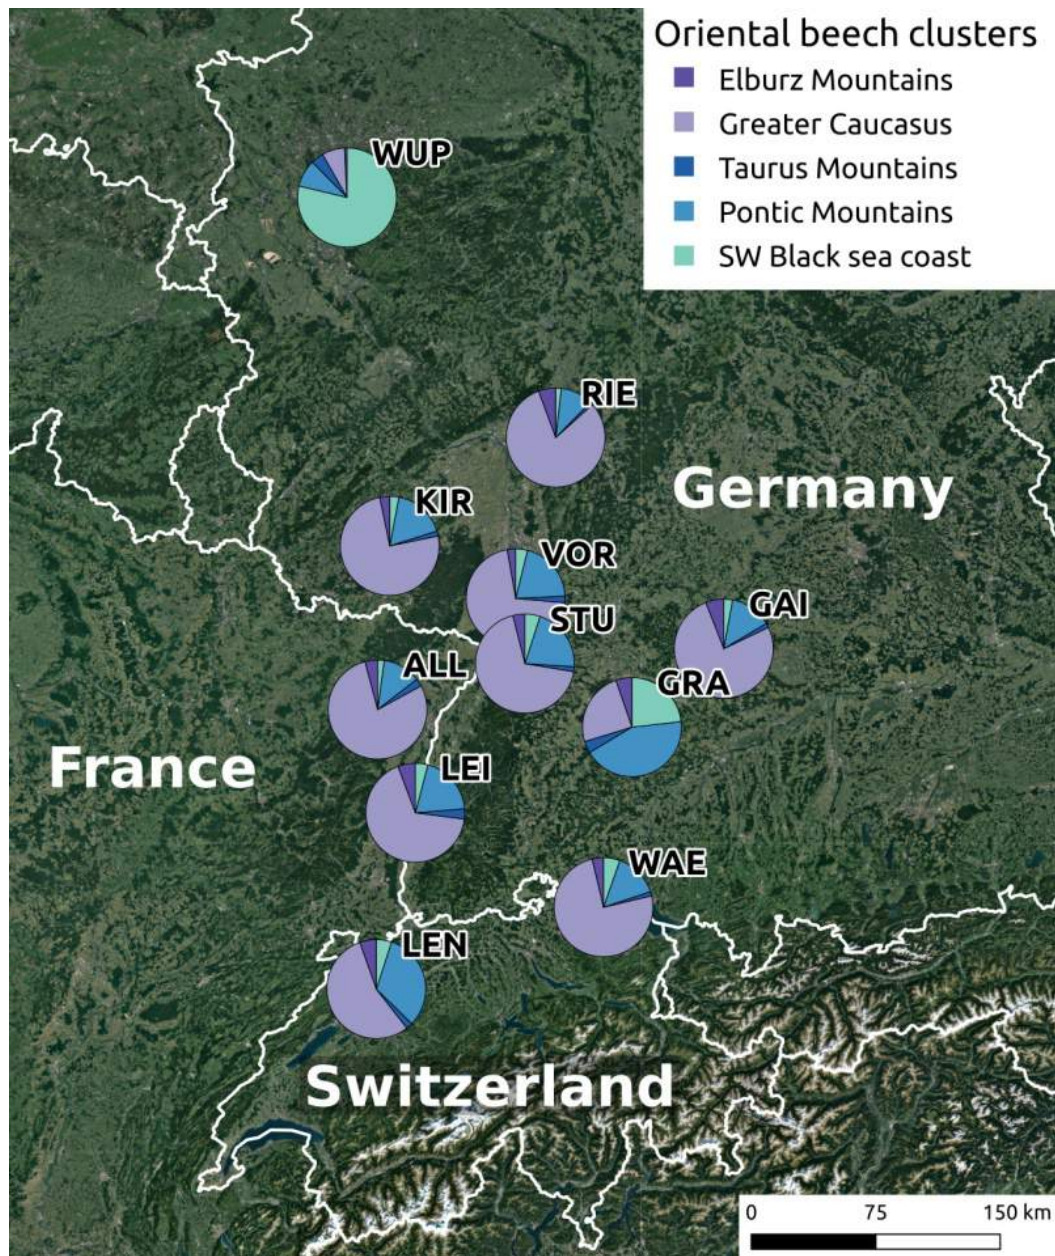 Oriental beech clusters
Elburz Mountains
Greater Caucasus
Taurus Mountains
Pontic Mountains
SW Black sea coast
WUP
RIE
Germany
KIR
VOR
GAI
STU
ALL
GRA
France
LEI
WAE
LEN
Switzerland
0 75 150 km